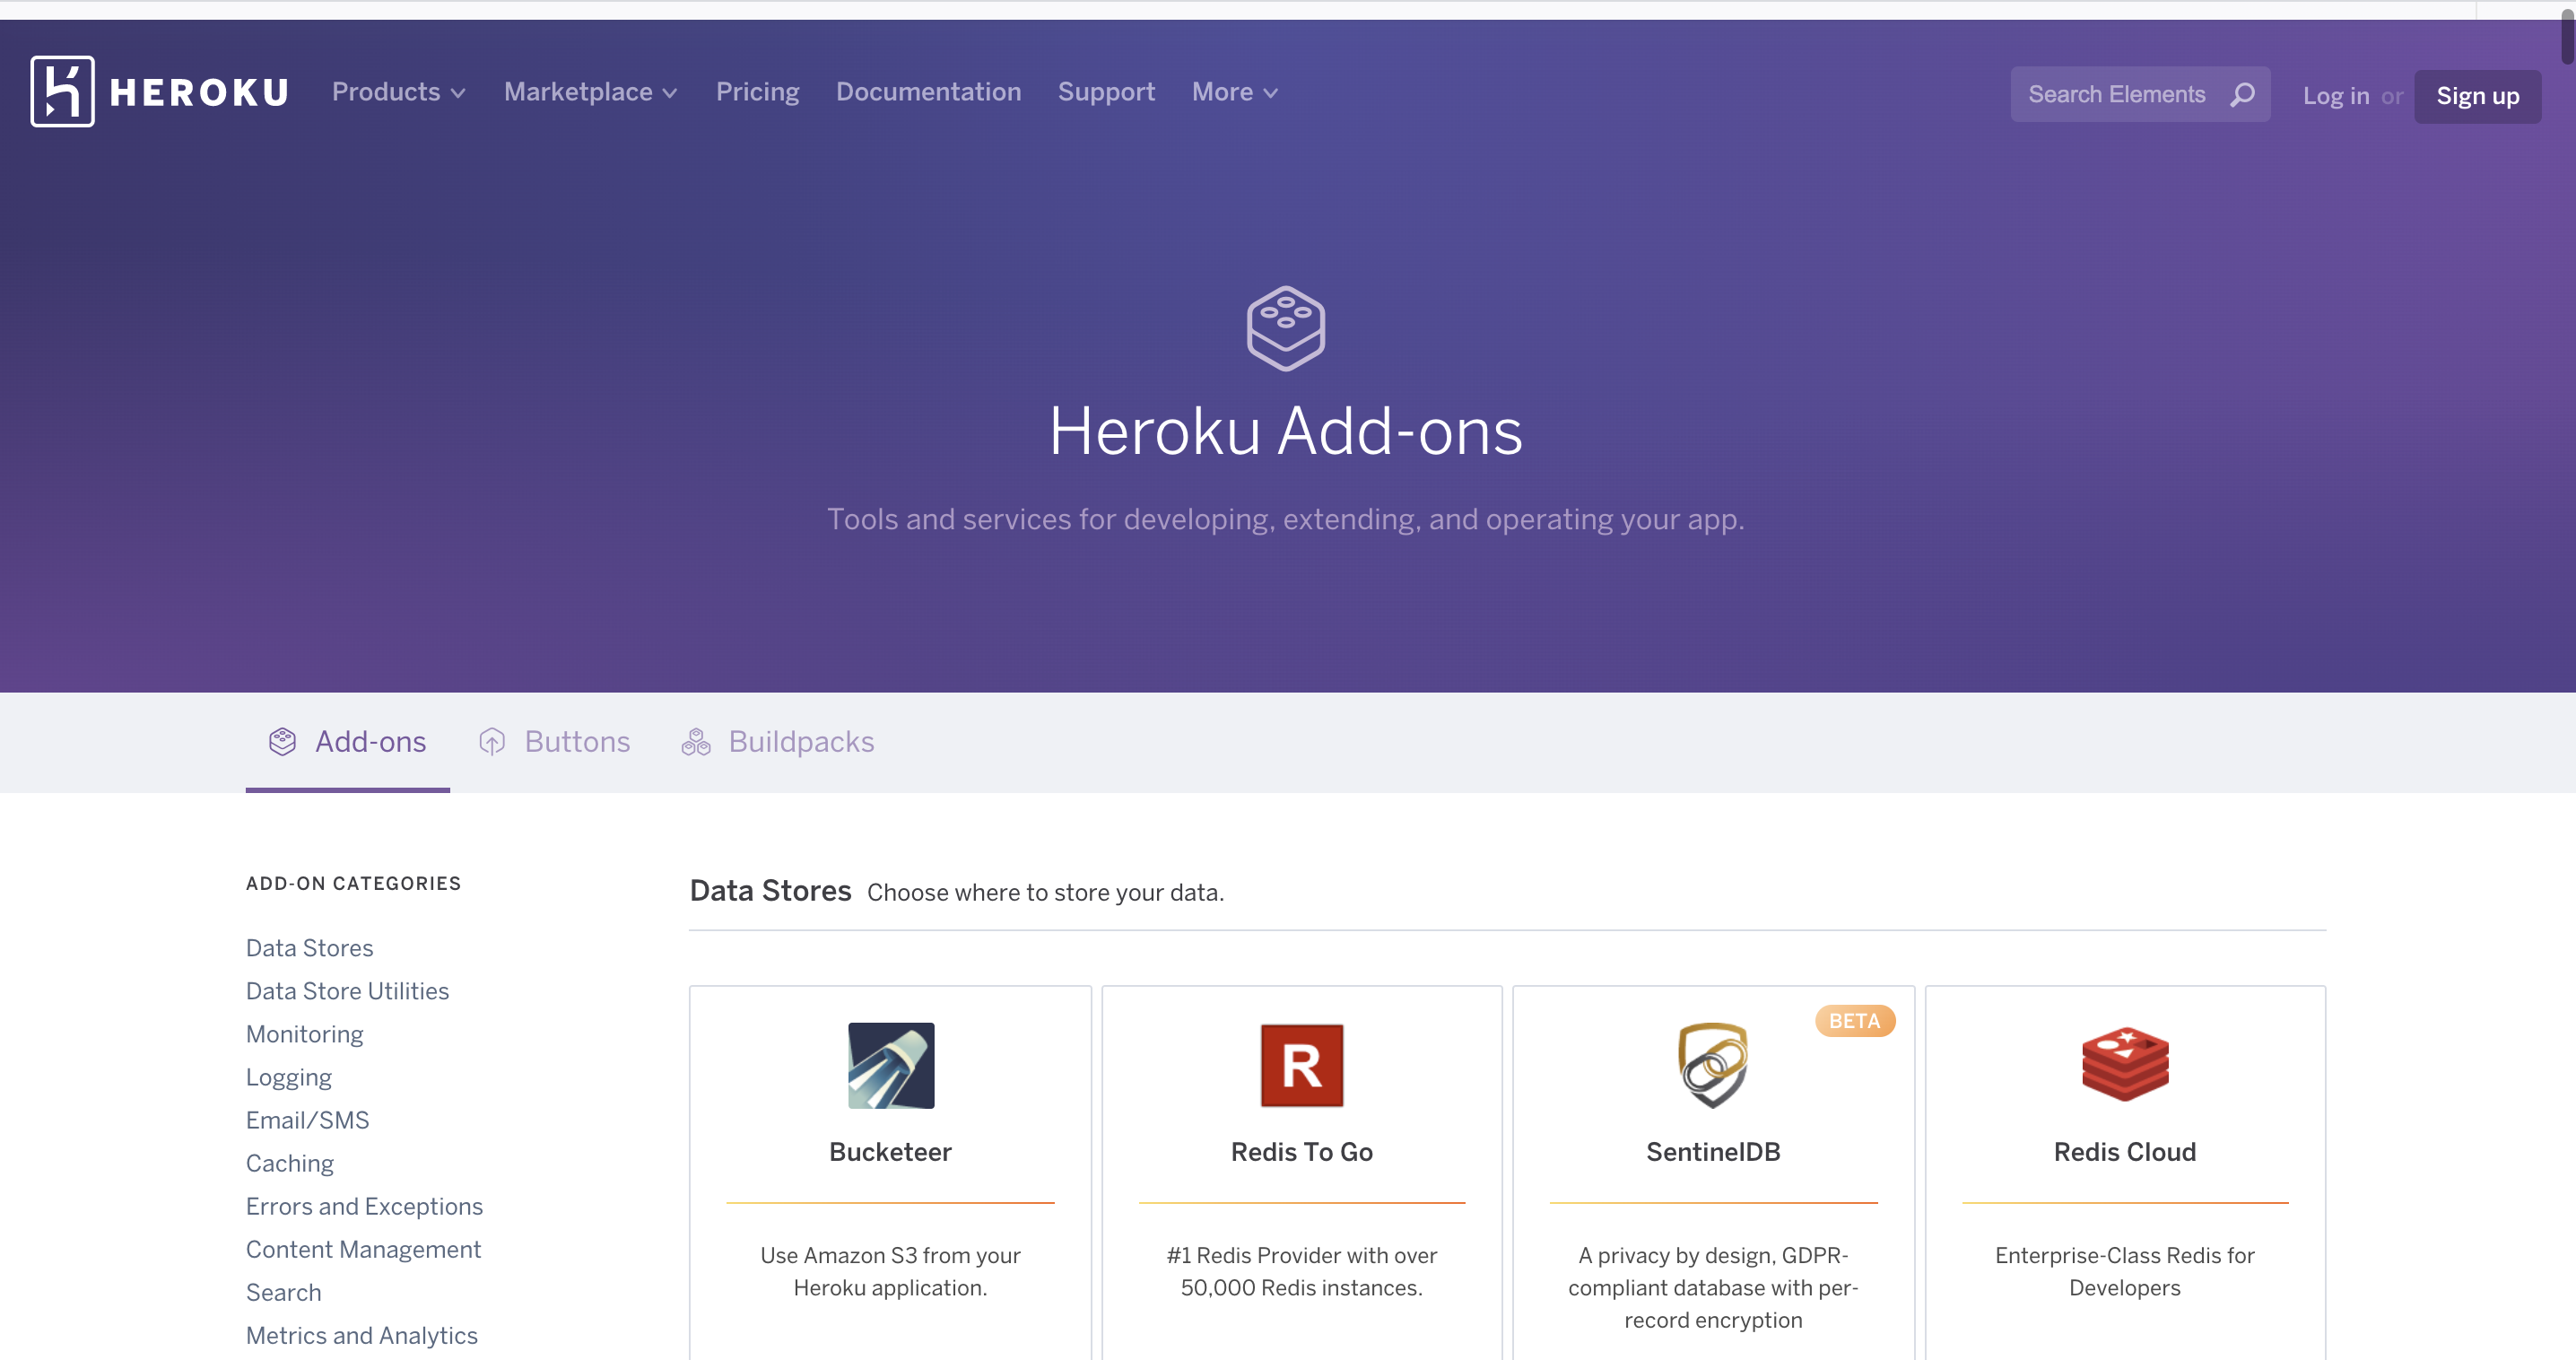 HEROKU Products Marketplace Pricing Documentation Support More Search Elements Log in or Sign up
Heroku Add-ons
Tools and services for developing, extending, and operating your app.
Add-ons Buttons Buildpacks
ADD-ON CATEGORIES
Data Stores
Data Store Utilities
Monitoring
Logging
Email/SMS
Caching
Errors and Exceptions
Content Management
Search
Metrics and Analytics
Data Stores Choose where to store your data.
Bucketeer
Use Amazon S3 from your
Heroku application.
R
Redis To Go
#1 Redis Provider with over
50,000 Redis instances.
BETA
SentinelDB
A privacy by design, GDPR-
compliant database with per-
record encryption
Redis Cloud
Enterprise-Class Redis for
Developers